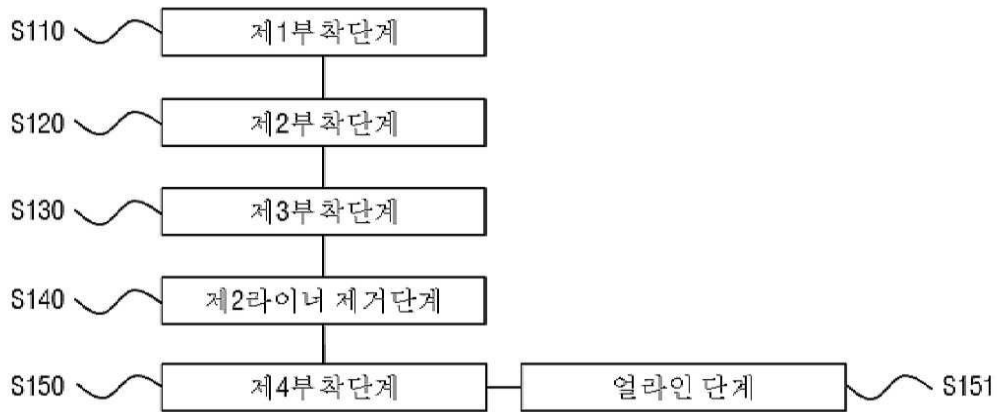 S110 제1부착단계
S120 제2부착단계
S130 제3부착단계
S140 제2라이너 제거단계
S150 제4부착단계 얼라인 단계 S151